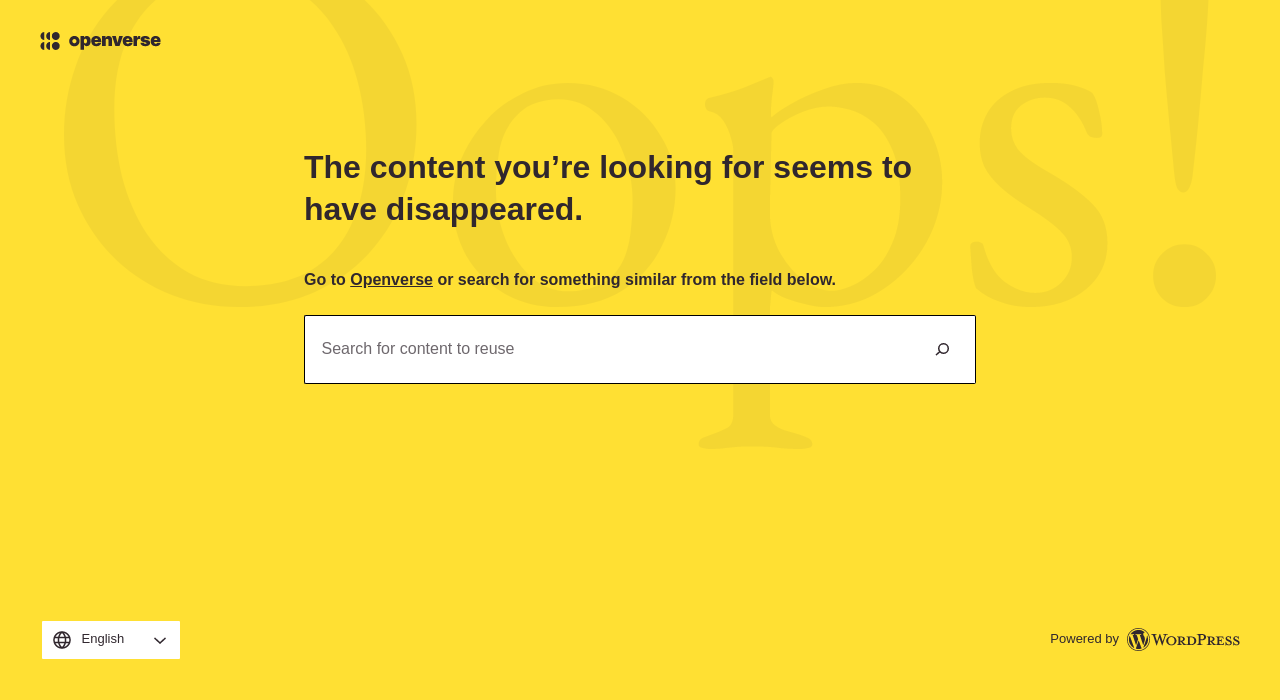 Oops!
openverse
The content you’re looking for seems to
have disappeared.
Go to Openverse or search for something similar from the field below.
Search for content to reuse
English
Powered by WORDPRESS